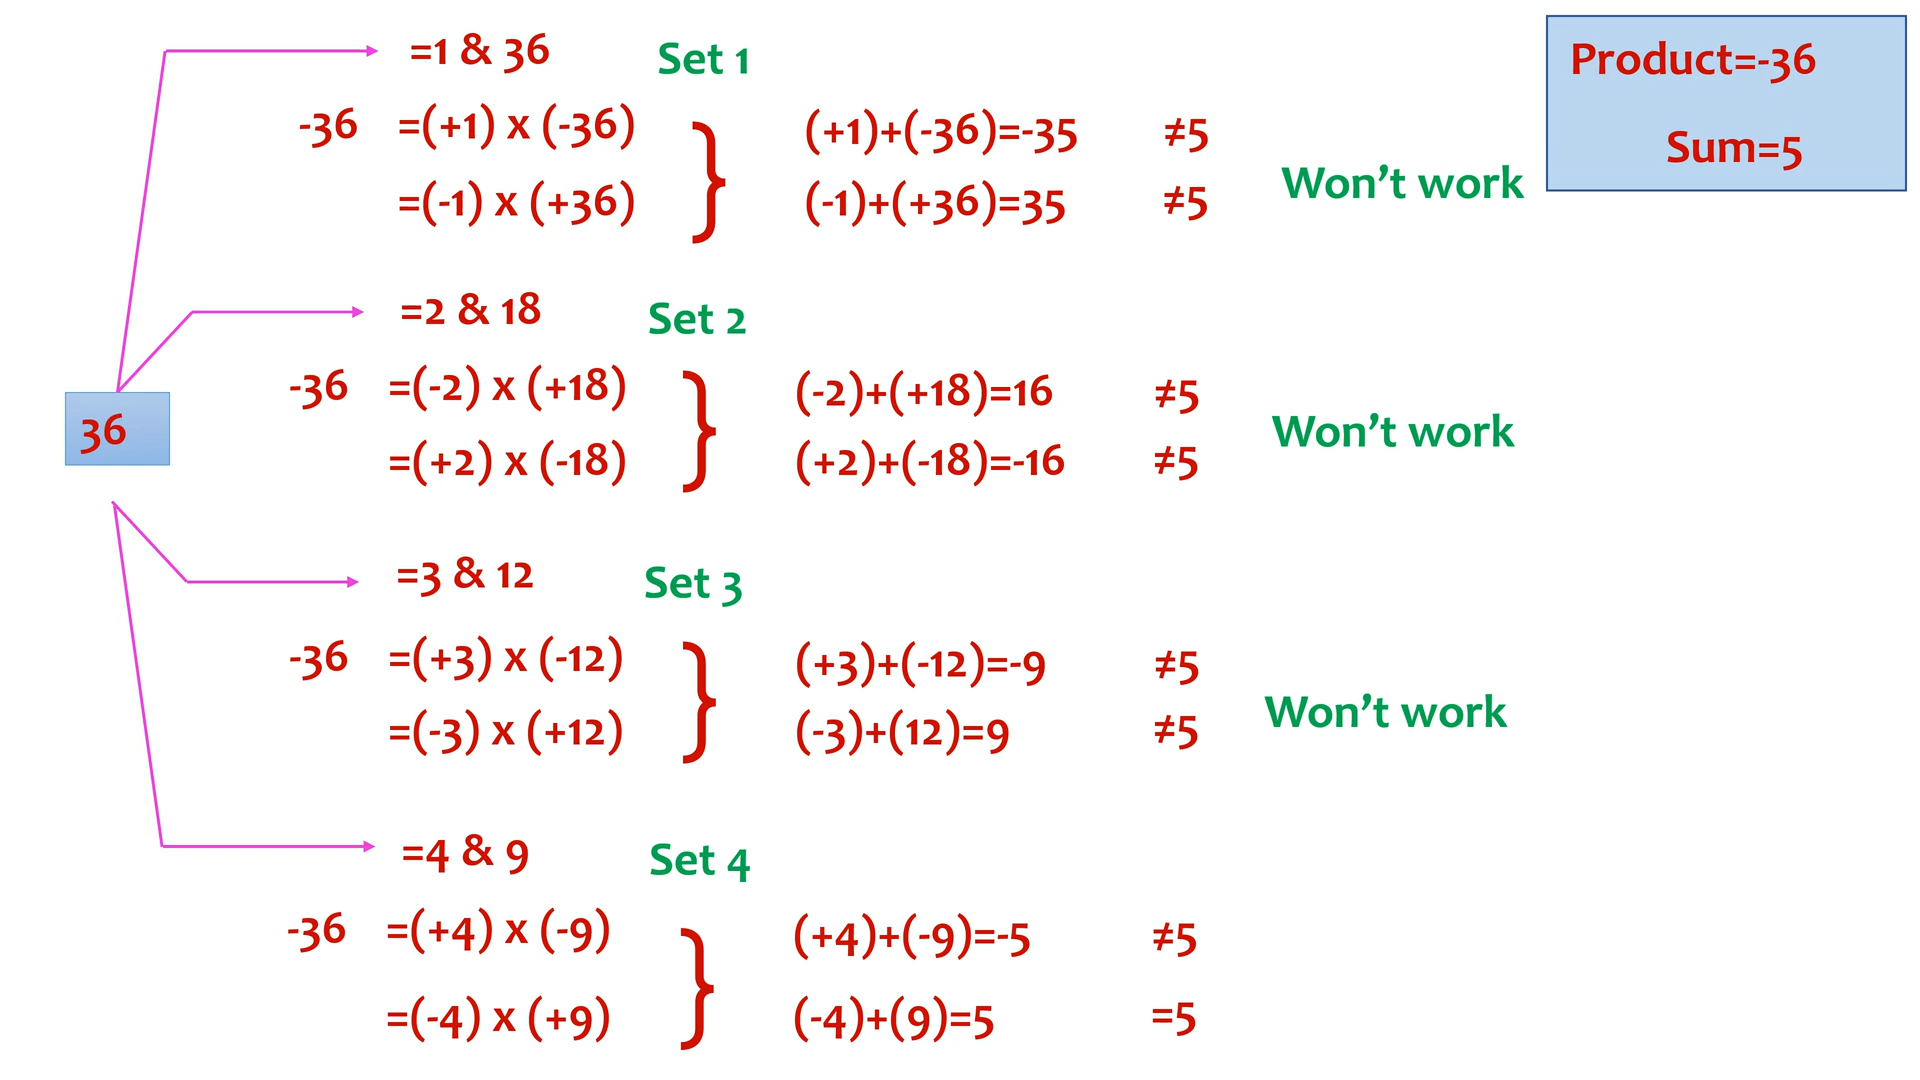 =1 & 36 Set 1
Product=-36
Sum=5
-36 =(+1) x (-36) (+1)+(-36)=-35 ≠5
=(-1) x (+36) (-1)+(+36)=35 ≠5
Won't work
=2 & 18 Set 2
-36 =(-2) x (+18) (-2)+(+18)=16 ≠5
=(+2) x (-18) (+2)+(-18)=-16 ≠5
Won't work
36
=3 & 12 Set 3
-36 =(+3) x (-12) (+3)+(-12)=-9 ≠5
=(-3) x (+12) (-3)+(12)=9 ≠5
Won't work
=4 & 9 Set 4
-36 =(+4) x (-9) (+4)+(-9)=-5 ≠5
=(-4) x (+9) (-4)+(9)=5 =5